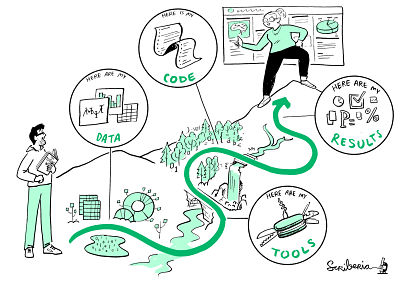 HERE IS MY
CODE
HERE ARE MY
DATA
HERE ARE MY
RESULTS
HERE ARE MY
TOOLS
Scriberia